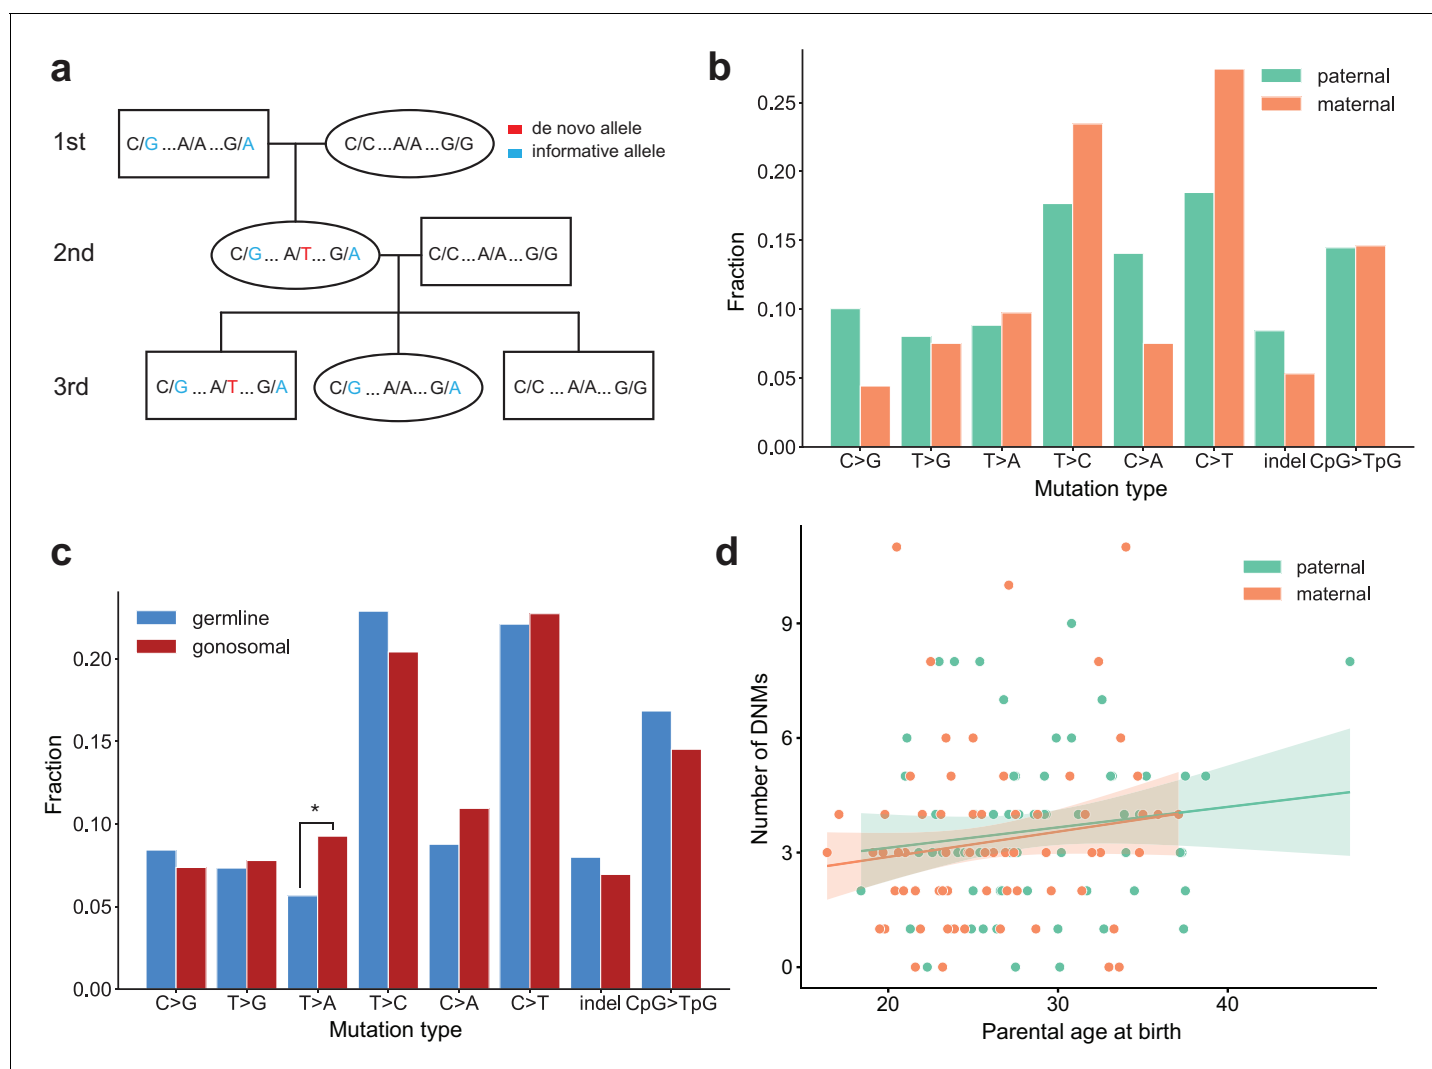 a
1st
C/G ...A/A ...G/A
C/C ...A/A ...G/G
de novo allele
informative allele
2nd
C/G ... A/T... G/A
C/C ...A/A ...G/G
3rd
C/G ... A/T... G/A
C/G ...A/A... G/A
C/C ... A/A... G/G
b
paternal
maternal
Fraction
0.25
0.20
0.15
0.10
0.05
0.00
C>G
T>G
T>A
T>C
C>A
C>T
indel
CpG>TpG
Mutation type
c
germline
gonosomal
Fraction
0.20
0.15
0.10
0.05
0.00
*
C>G
T>G
T>A
T>C
C>A
C>T
indel
CpG>TpG
Mutation type
d
paternal
maternal
Number of DNMs
9
6
3
0
20
30
40
Parental age at birth